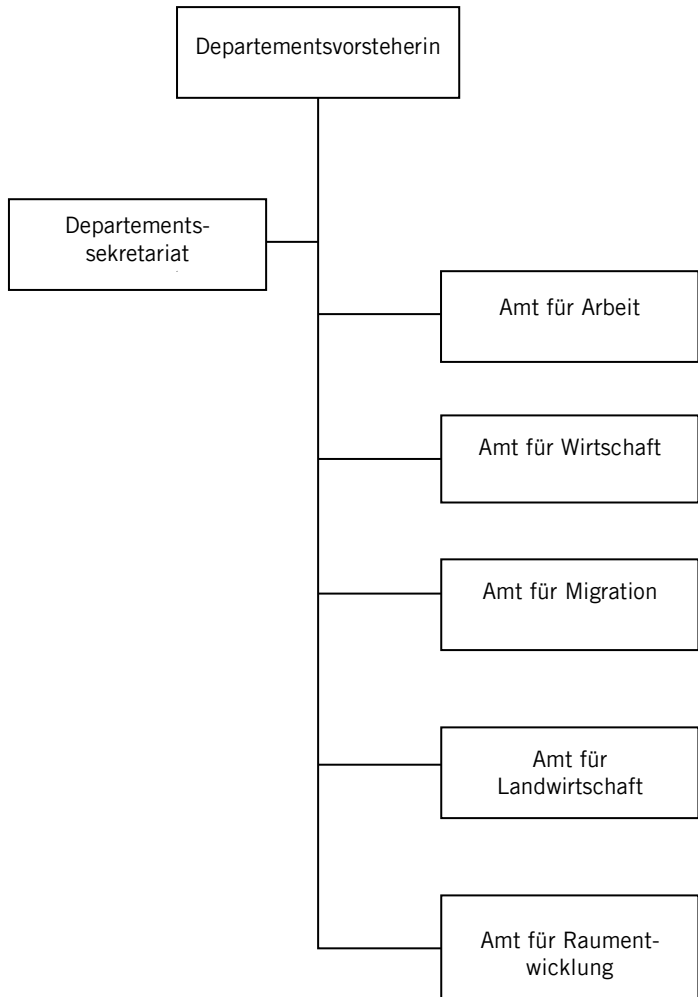 Departementsvorsteherin
Departements-
sekretariat
Amt für Arbeit
Amt für Wirtschaft
Amt für Migration
Amt für
Landwirtschaft
Amt für Raument-
wicklung